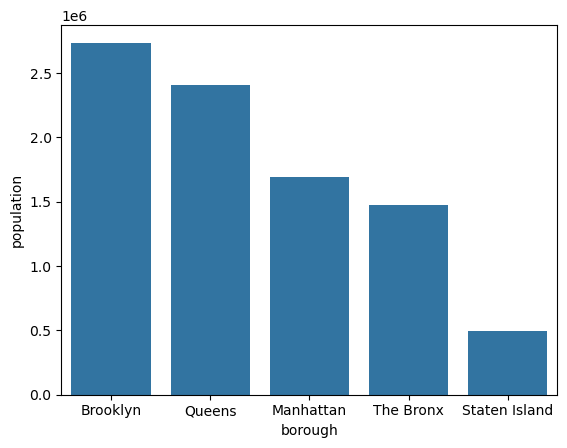 1e6
2.5
2.0
1.5
1.0
0.5
0.0
population
Brooklyn Queens Manhattan The Bronx Staten Island
borough